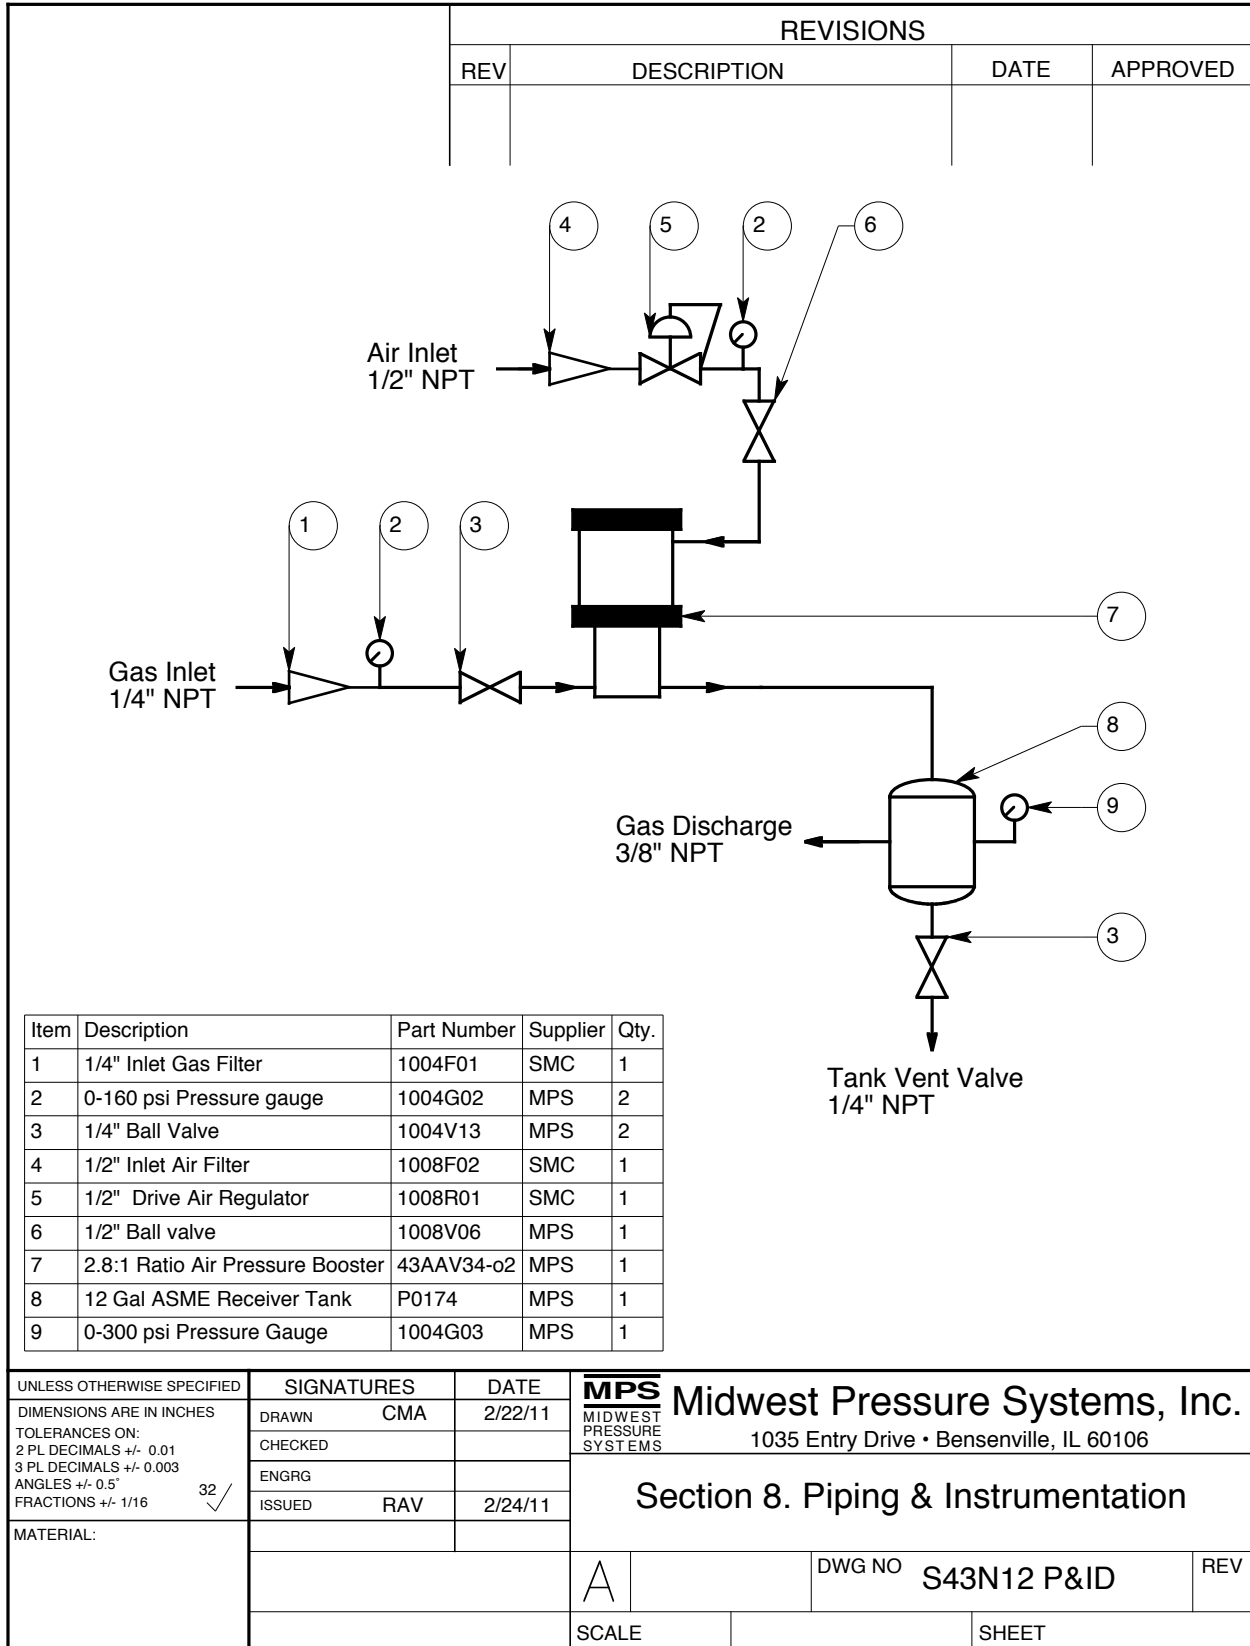 REVISIONS
REV DESCRIPTION DATE APPROVED
4 5 2 6
Air Inlet
1/2" NPT
1 2 3
7
Gas Inlet
1/4" NPT
8
9
Gas Discharge
3/8" NPT
3
Tank Vent Valve
1/4" NPT
Item Description Part Number Supplier Qty.
1 1/4" Inlet Gas Filter 1004F01 SMC 1
2 0-160 psi Pressure gauge 1004G02 MPS 2
3 1/4" Ball Valve 1004V13 MPS 2
4 1/2" Inlet Air Filter 1008F02 SMC 1
5 1/2" Drive Air Regulator 1008R01 SMC 1
6 1/2" Ball valve 1008V06 MPS 1
7 2.8:1 Ratio Air Pressure Booster 43AAV34-o2 MPS 1
8 12 Gal ASME Receiver Tank P0174 MPS 1
9 0-300 psi Pressure Gauge 1004G03 MPS 1
UNLESS OTHERWISE SPECIFIED
DIMENSIONS ARE IN INCHES
TOLERANCES ON:
2 PL DECIMALS +/- 0.01
3 PL DECIMALS +/- 0.003
ANGLES +/- 0.5°
FRACTIONS +/- 1/16
32
MATERIAL:
SIGNATURES DATE
DRAWN CMA 2/22/11
CHECKED
ENGRG
ISSUED RAV 2/24/11
MPS
MIDWEST
PRESSURE
SYSTEMS
Midwest Pressure Systems, Inc.
1035 Entry Drive • Bensenville, IL 60106
Section 8. Piping & Instrumentation
A DWG NO S43N12 P&ID REV
SCALE SHEET